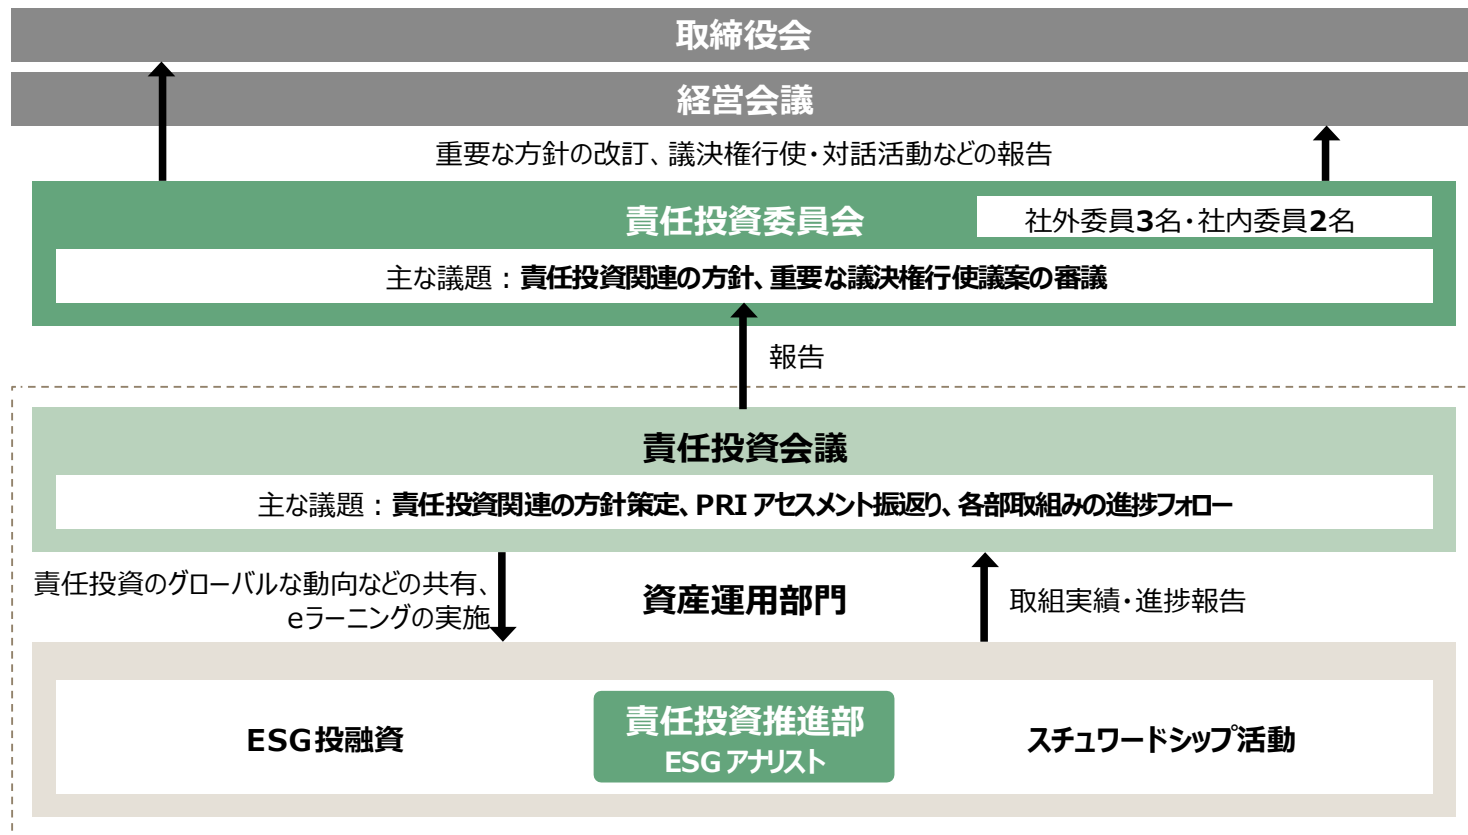 取締役会
経営会議
重要な方針の改訂、議決権行使・対話活動などの報告
責任投資委員会
社外委員3名・社内委員2名
主な議題：責任投資関連の方針、重要な議決権行使議案の審議
報告
責任投資会議
主な議題：責任投資関連の方針策定、PRIアセスメント振返り、各部取組みの進捗フォロー
責任投資のグローバルな動向などの共有、
eラーニングの実施
資産運用部門
取組実績・進捗報告
ESG投融資
責任投資推進部
ESGアナリスト
スチュワードシップ活動